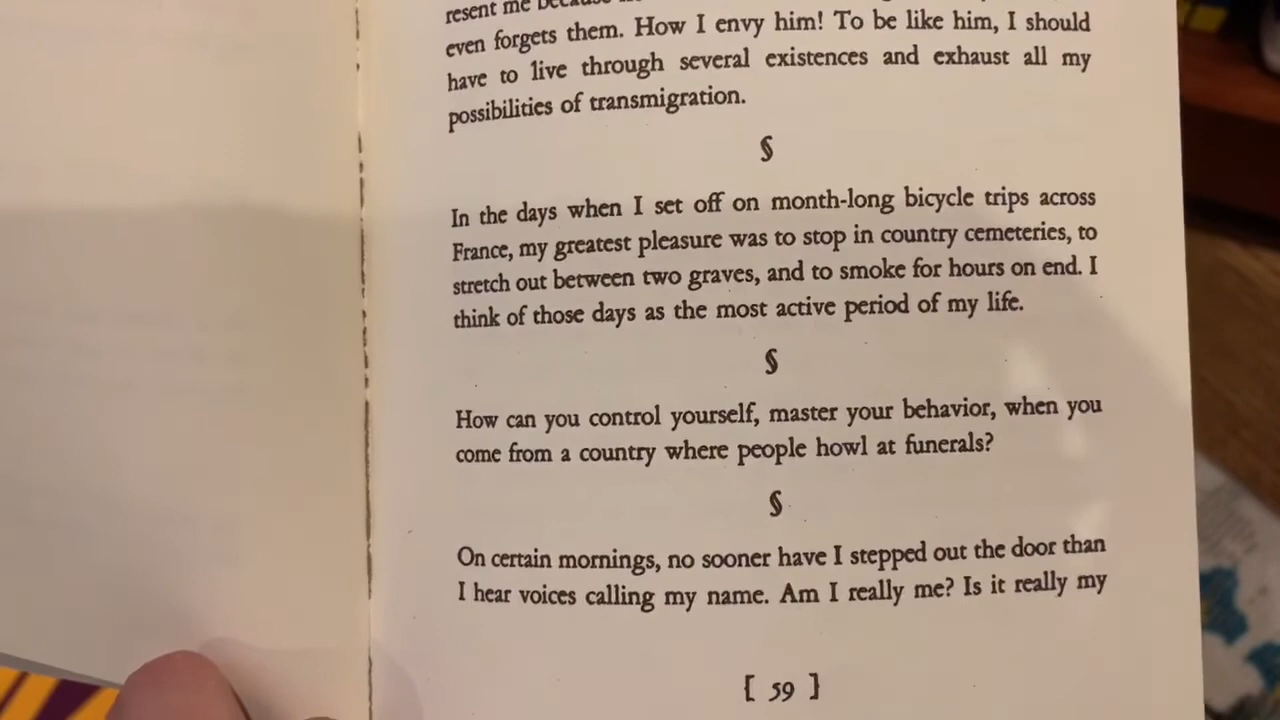 resent me because
even forgets them. How I envy him! To be like him, I should
have to live through several existences and exhaust all my
possibilities of transmigration.
§
In the days when I set off on month-long bicycle trips across
France, my greatest pleasure was to stop in country cemeteries, to
stretch out between two graves, and to smoke for hours on end. I
think of those days as the most active period of my life.
§
How can you control yourself, master your behavior, when you
come from a country where people howl at funerals?
§
On certain mornings, no sooner have I stepped out the door than
I hear voices calling my name. Am I really me? Is it really my
[ 59 ]